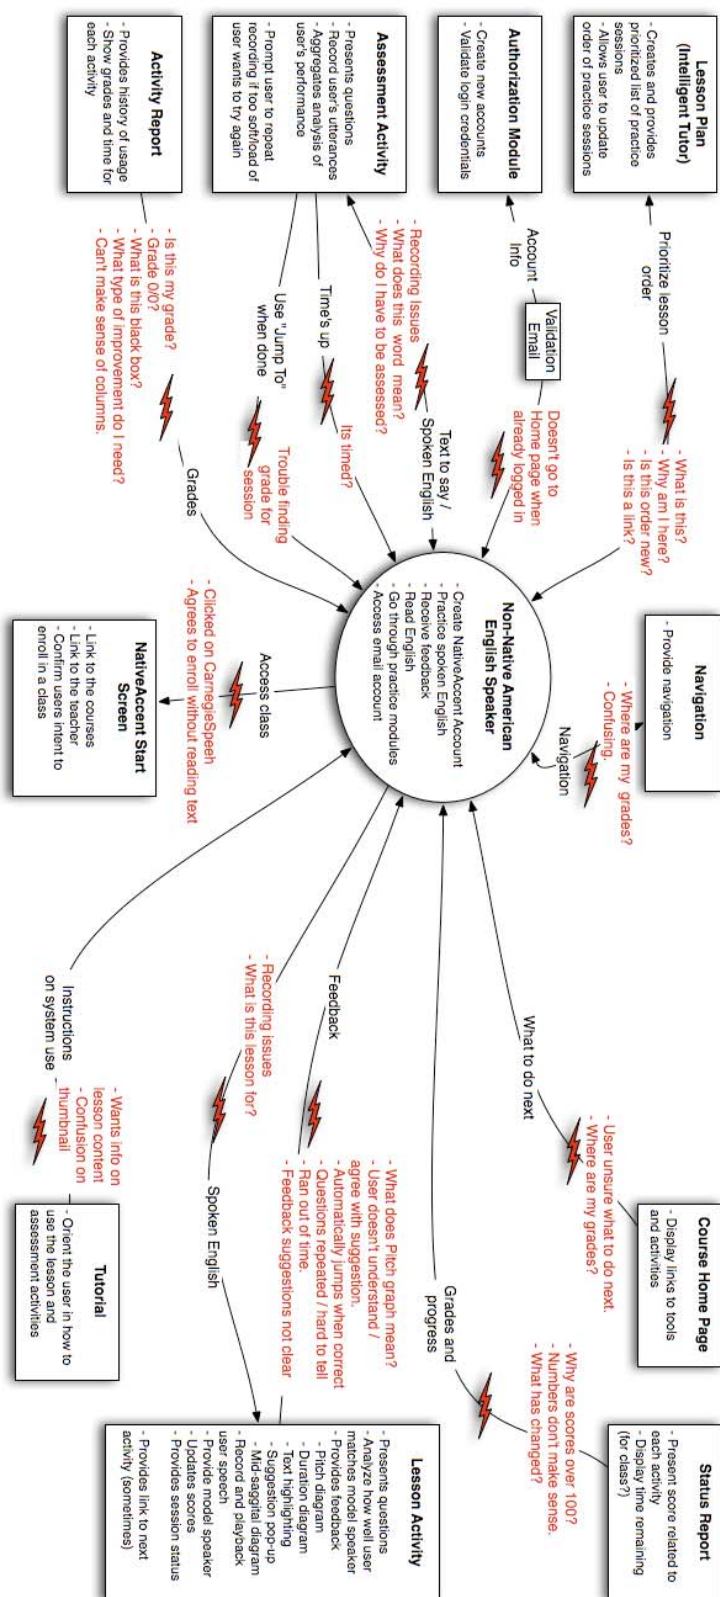 Lesson Plan
(Intelligent Tutor)
- Creates and provides
prioritized list of practice
sessions
- Allows user to update
order of practice sessions
Prioritize lesson
order
- What is this?
- Why am I here?
- Is this order new?
- Is this a link?
Navigation
- Provide navigation
- Where are my grades?
- Confusing.
Navigation
Course Home Page
- Display links to tools
and activities
- User unsure what to do next.
- Where are my grades?
What to do next
Status Report
- Present score related to
each activity
- Display time remaining
(for class?)
- Why are scores over 100?
- Numbers don't make sense.
- What has changed?
Grades and
progress
Authorization Module
- Create new accounts
- Validate login credentials
Account
Info
Validation
Email
Doesn't go to
Home page when
already logged in
Non-Native American
English Speaker
- Create NativeAccent Account
- Practice spoken English
- Receive feedback
- Read English
- Go through practice modules
- Access email account
Assessment Activity
- Presents questions
- Record user's utterances
- Aggregates analysis of
user's performance
- Prompt user to repeat
recording if too soft/load of
user wants to try again
- Recording Issues
- What does this word mean?
- Why do I have to be assessed?
Text to say /
Spoken English
Time's up
Its timed?
Use "Jump To"
when done
Trouble finding
grade for
session
Lesson Activity
- Presents questions
- Analyze how well user
matches model speaker
- Provides feedback
- Pitch diagram
- Duration diagram
- Text highlighting
- Suggestion pop-up
- Mid-saggital diagram
- Record and playback
user speech
- Provide model speaker
- Updates scores
- Provides session status
- Provides link to next
activity (sometimes)
- What does Pitch graph mean?
- User doesn't understand /
agree with suggestion.
- Automatically jumps when correct
- Questions repeated / hard to tell
- Ran out of time.
- Feedback suggestions not clear
Feedback
- Recording issues
- What is this lesson for?
Spoken English
Activity Report
- Provides history of usage
- Show grades and time for
each activity
- Is this my grade?
- Grade 0/0?
- What is this black box?
- What type of improvement do I need?
- Can't make sense of columns.
Grades
Access class
- Clicked on CarnegieSpeeh
- Agrees to enroll without reading text
NativeAccent Start
Screen
- Link to the courses
- Link to the teacher
- Confirm users intent to
enroll in a class
Instructions
on system use
- Wants info on
lesson content
- Confusion on
thumbnail
Tutorial
- Orient the user in how to
use the lesson and
assessment activities